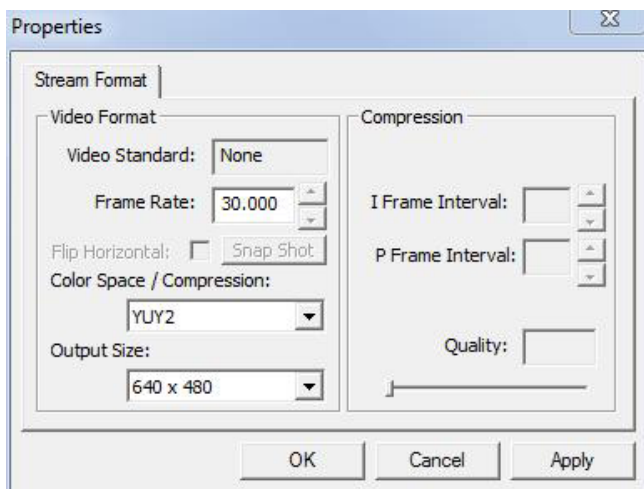 Properties
Stream Format
Video Format
Video Standard: None
Frame Rate: 30.000
Flip Horizontal: Snap Shot
Color Space / Compression:
YUY2
Output Size:
640 x 480
Compression
I Frame Interval:
P Frame Interval:
Quality:
OK Cancel Apply